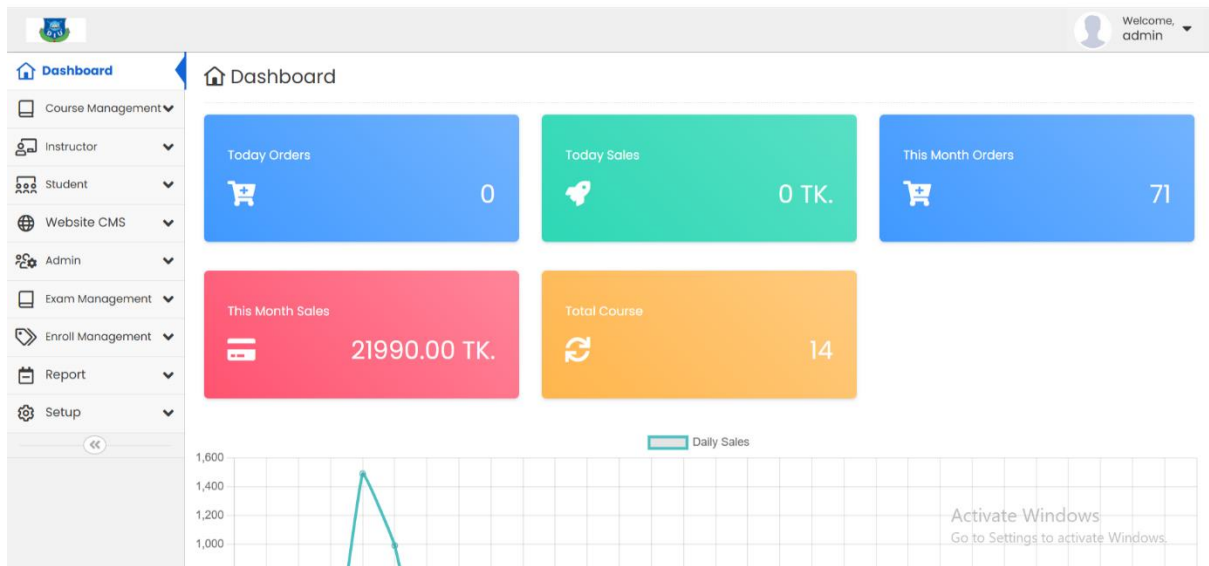 DIU
Welcome,
admin
Dashboard
Course Management
Instructor
Student
Website CMS
Admin
Exam Management
Enroll Management
Report
Setup
Dashboard
Today Orders
0
Today Sales
0 TK.
This Month Orders
71
This Month Sales
21990.00 TK.
Total Course
14
Daily Sales
1,600
1,400
1,200
1,000
Activate Windows
Go to Settings to activate Windows.